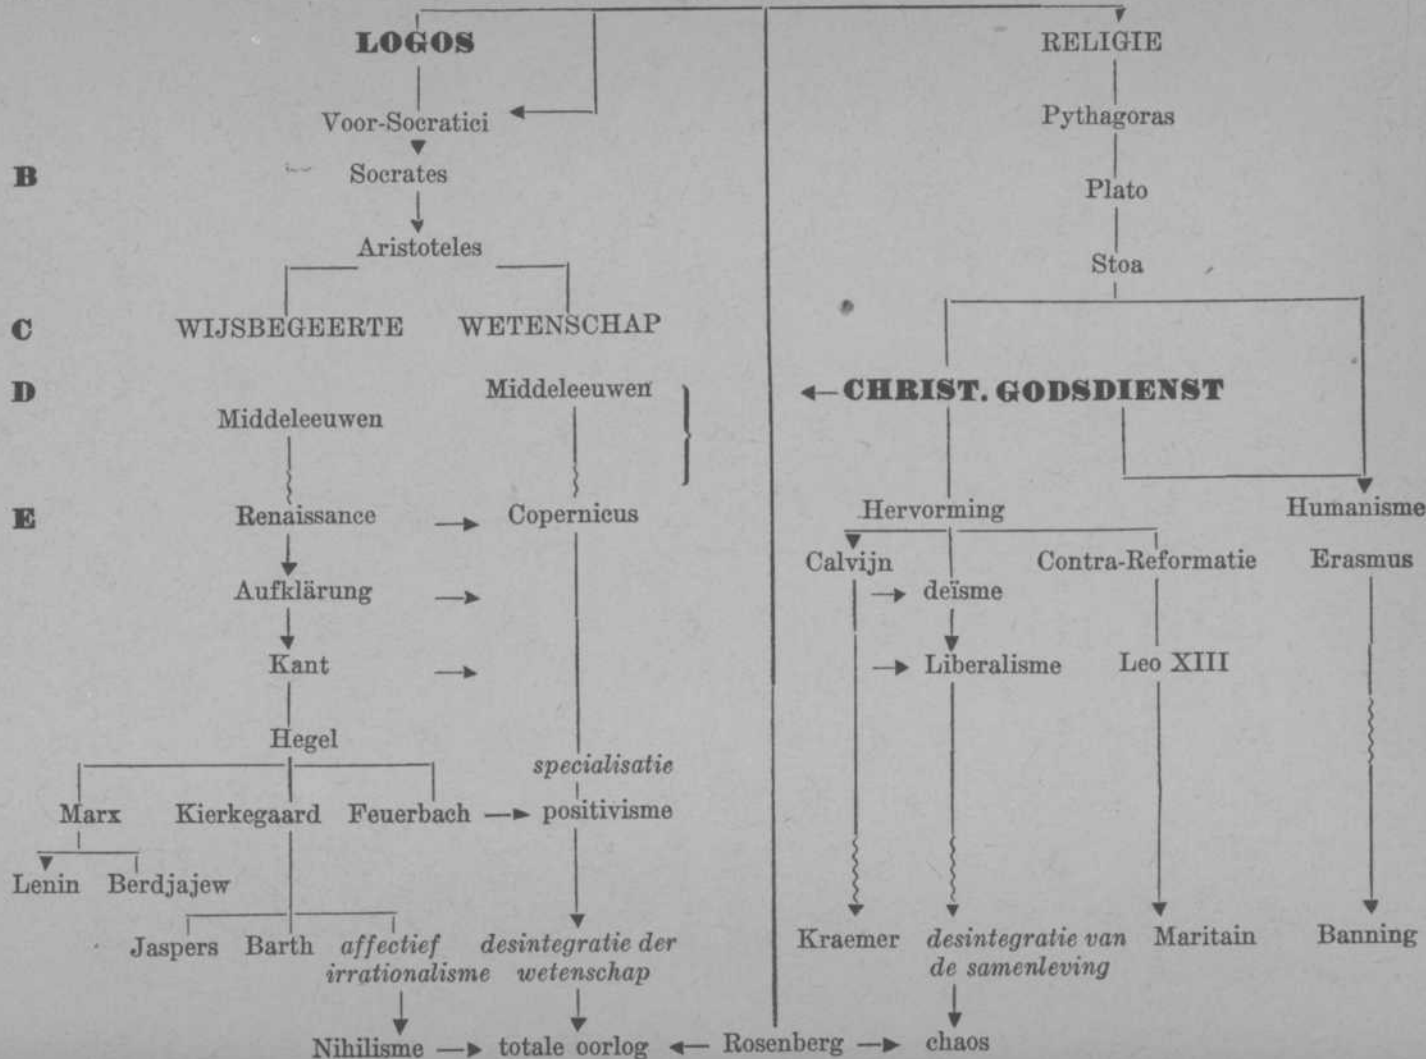 LOGOS RELIGIE
Voor-Socratici Pythagoras
B Socrates Plato
Aristoteles Stoa
C WIJSBEGEERTE WETENSCHAP
D Middeleeuwen CHRIST. GODSDIENST
Middeleeuwen
E Renaissance Copernicus Hervorming Humanisme
Calvijn Contra-Reformatie Erasmus
Aufklärung deïsme
Kant Liberalisme Leo XIII
Hegel
specialisatie
Marx Kierkegaard Feuerbach positivisme
Lenin Berdjajew
Jaspers Barth affectief desintegratie der Kraemer desintegratie van Maritain Banning
irrationalisme wetenschap de samenleving
Nihilisme totale oorlog Rosenberg chaos